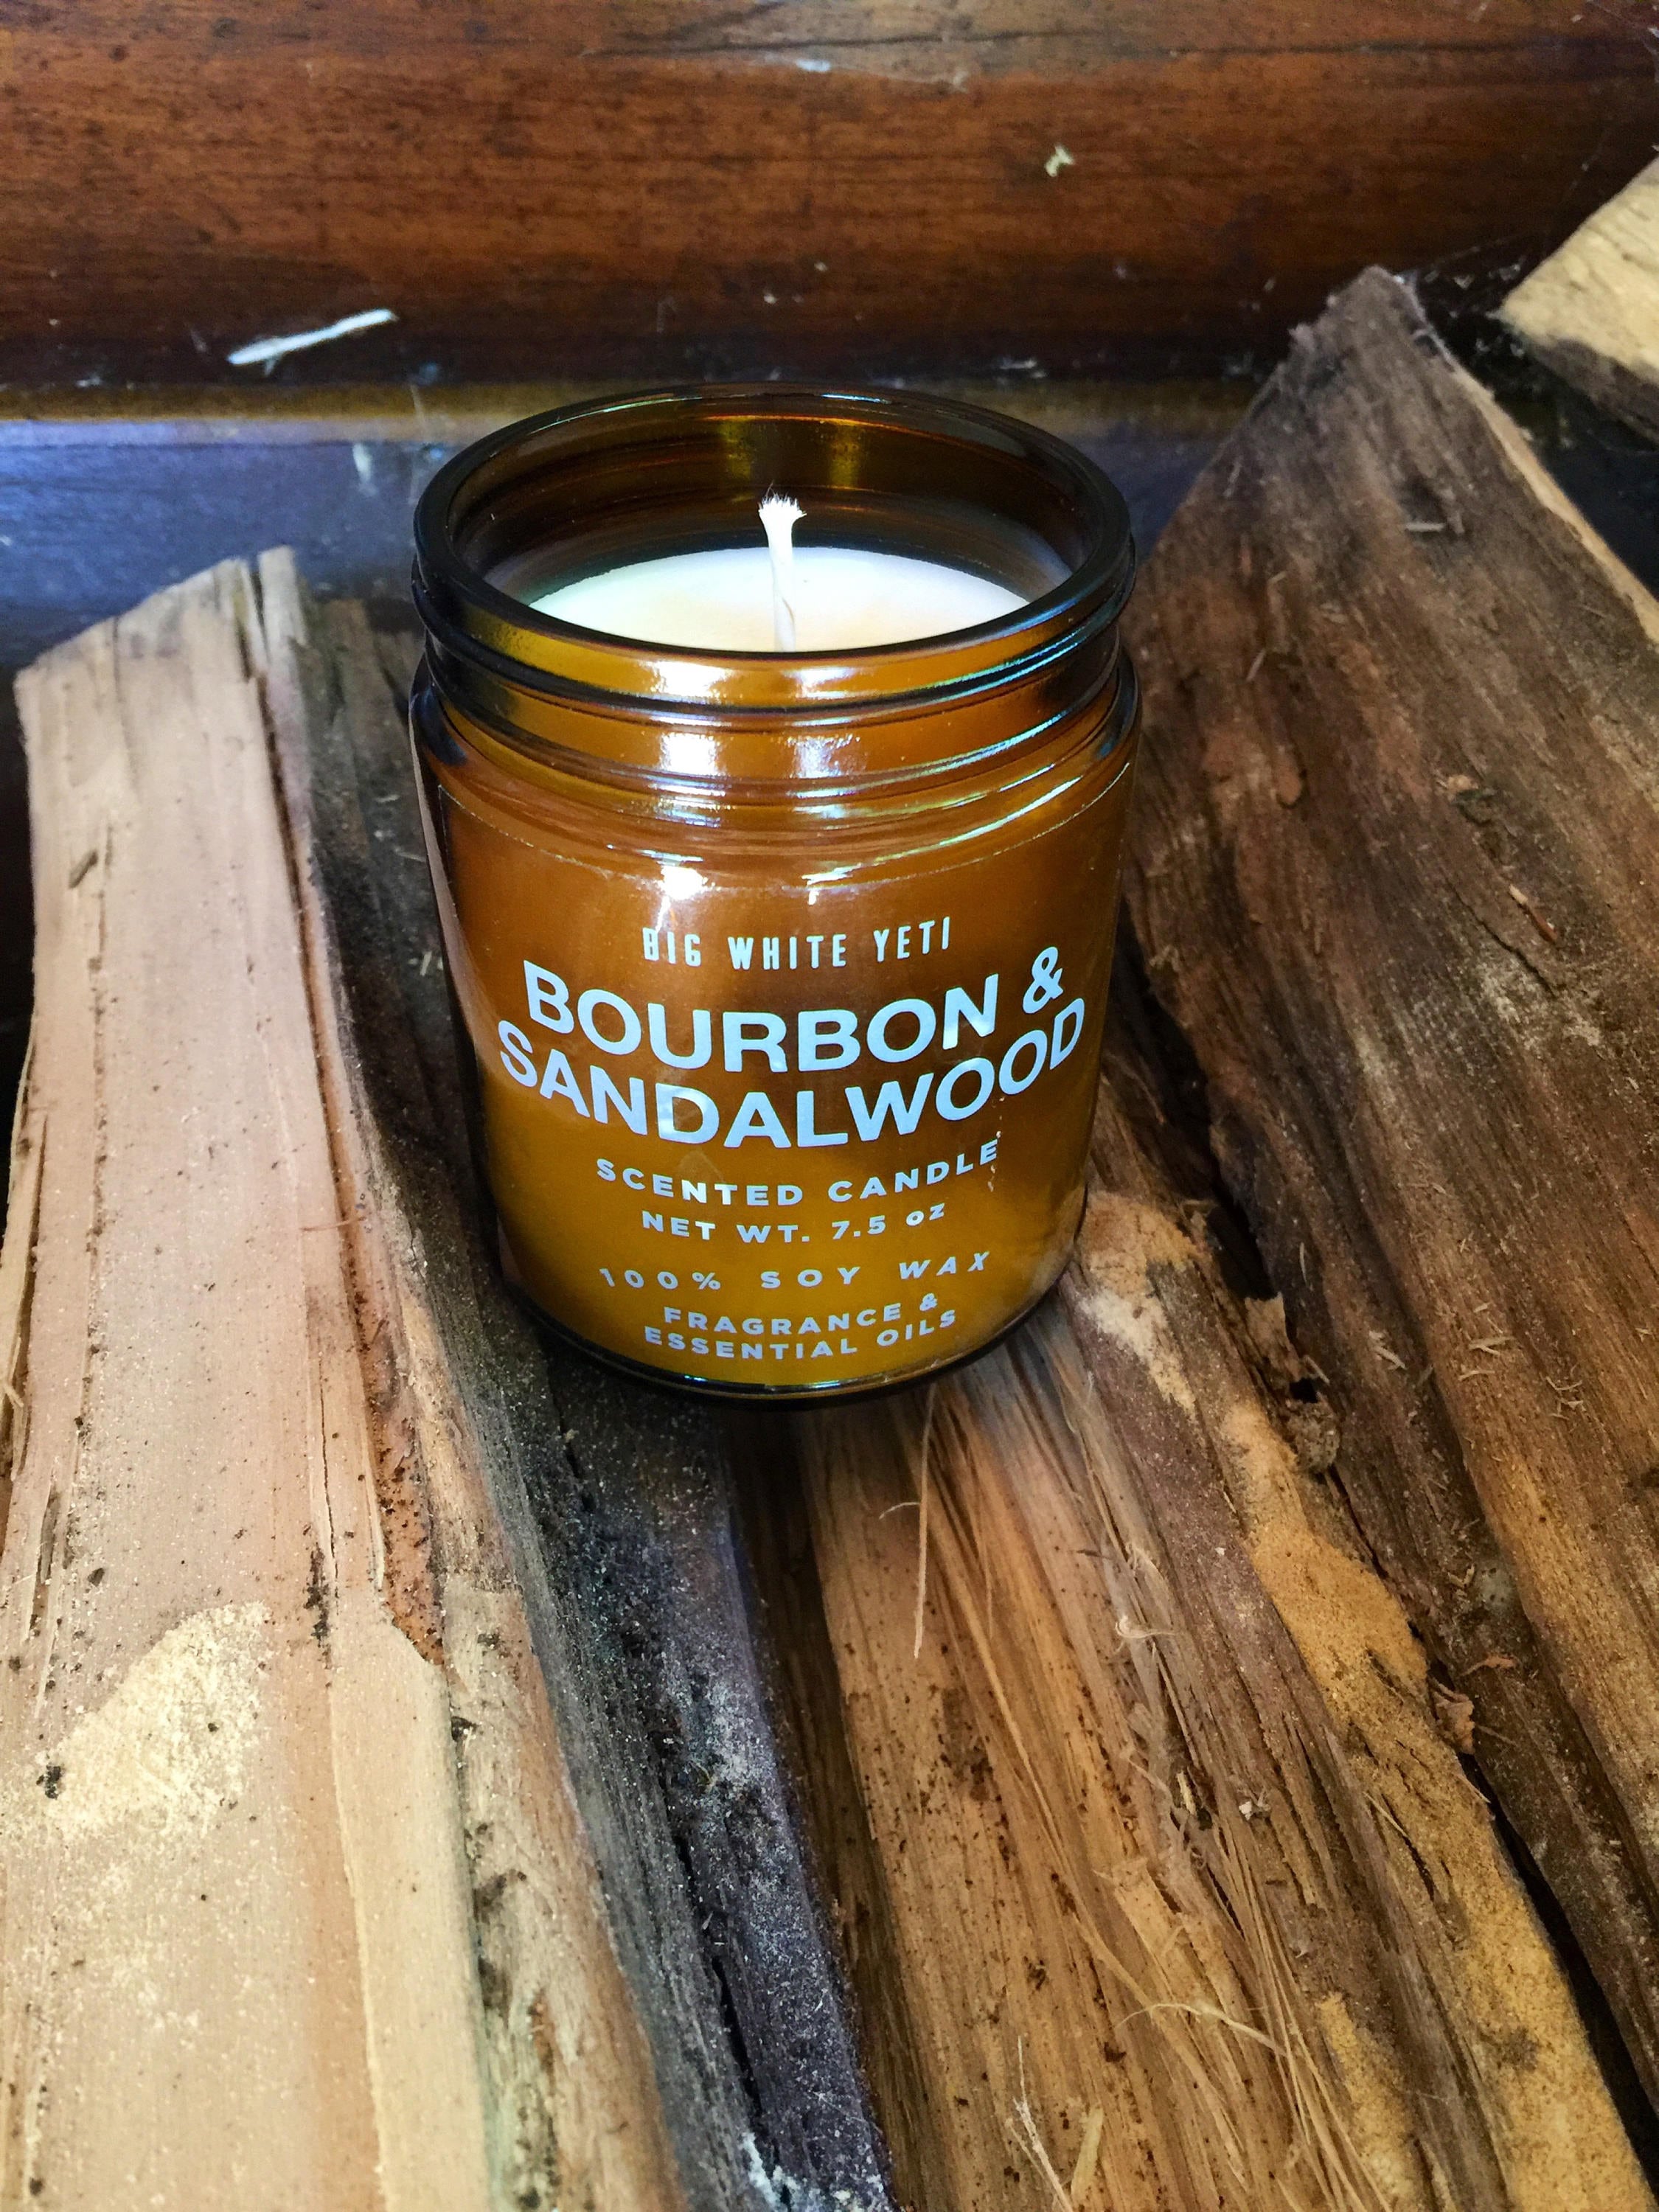 BIG WHITE YETI
BOURBON &
SANDALWOOD
SCENTED CANDLE
NET WT. 7.5 oz
100% SOY WAX
FRAGRANCE &
ESSENTIAL OILS